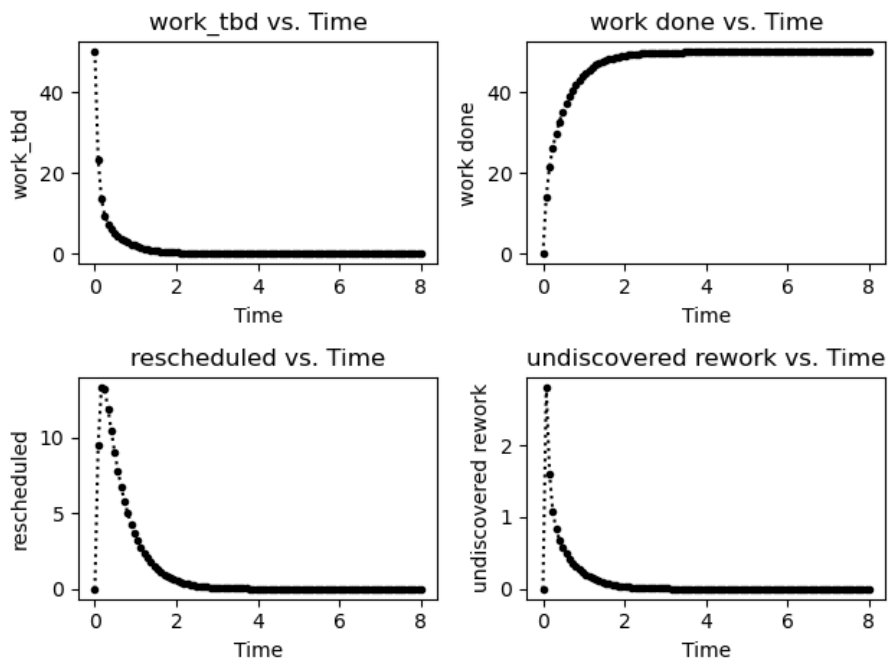 work_tbd vs. Time
work_tbd
40
20
0
0 2 4 6 8
Time
work done vs. Time
work done
40
20
0
0 2 4 6 8
Time
rescheduled vs. Time
rescheduled
10
5
0
0 2 4 6 8
Time
undiscovered rework vs. Time
undiscovered rework
2
1
0
0 2 4 6 8
Time